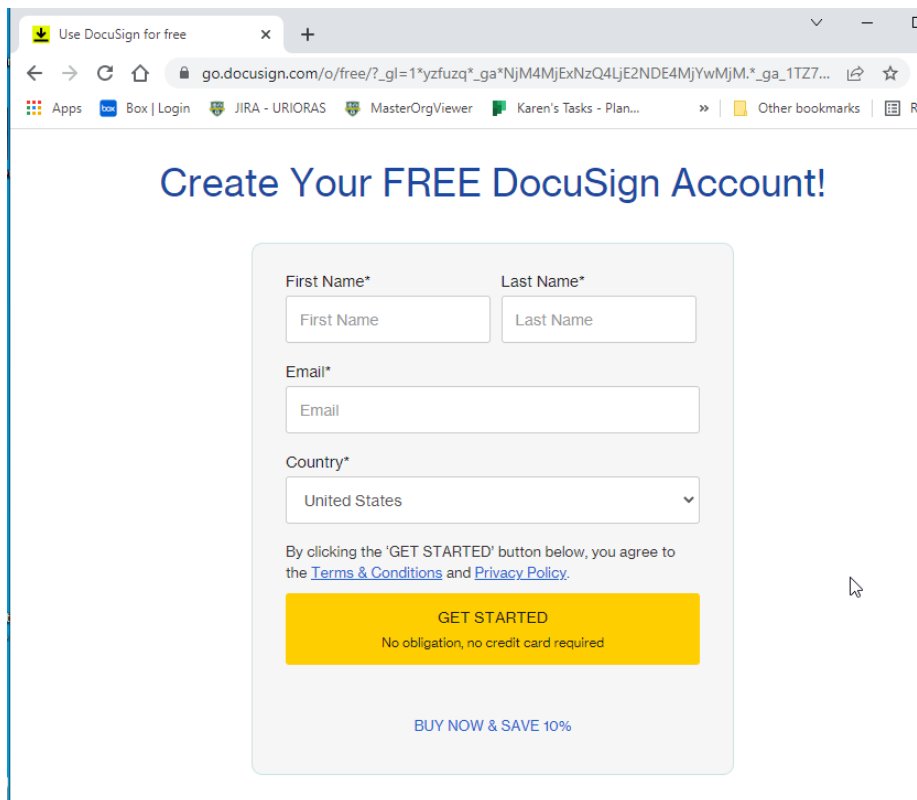 Use DocuSign for free
go.docusign.com/o/free/?_gl=1*yzfuzq*_ga*NjM4MjExNzQ4LjE2NDE4MjYwMjM.*_ga_1TZ7...
Apps box Box | Login JIRA - URIORAS MasterOrgViewer Karen's Tasks - Plan... » Other bookmarks R
Create Your FREE DocuSign Account!
First Name* Last Name*
First Name Last Name
Email*
Email
Country*
United States
By clicking the 'GET STARTED' button below, you agree to
the Terms & Conditions and Privacy Policy.
GET STARTED
No obligation, no credit card required
BUY NOW & SAVE 10%